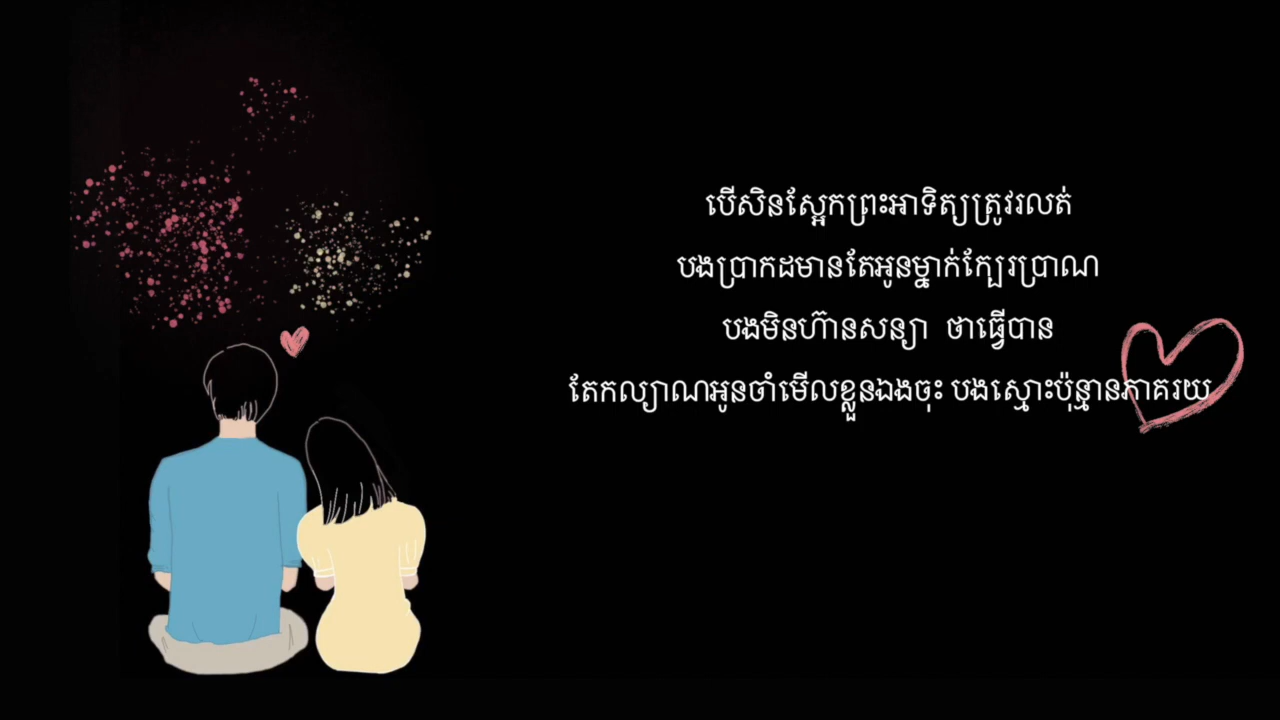 បើសិនស្អែកព្រះអាទិត្យត្រូវរលត់
បងប្រាកដមានតែអូនម្នាក់ក្បែរប្រាណ
បងមិនហ៊ានសន្យា ថាធ្វើបាន
តែកល្យាណអូនចាំមើលខ្លួនឯងចុះ បងស្មោះប៉ុន្មានភាគរយ